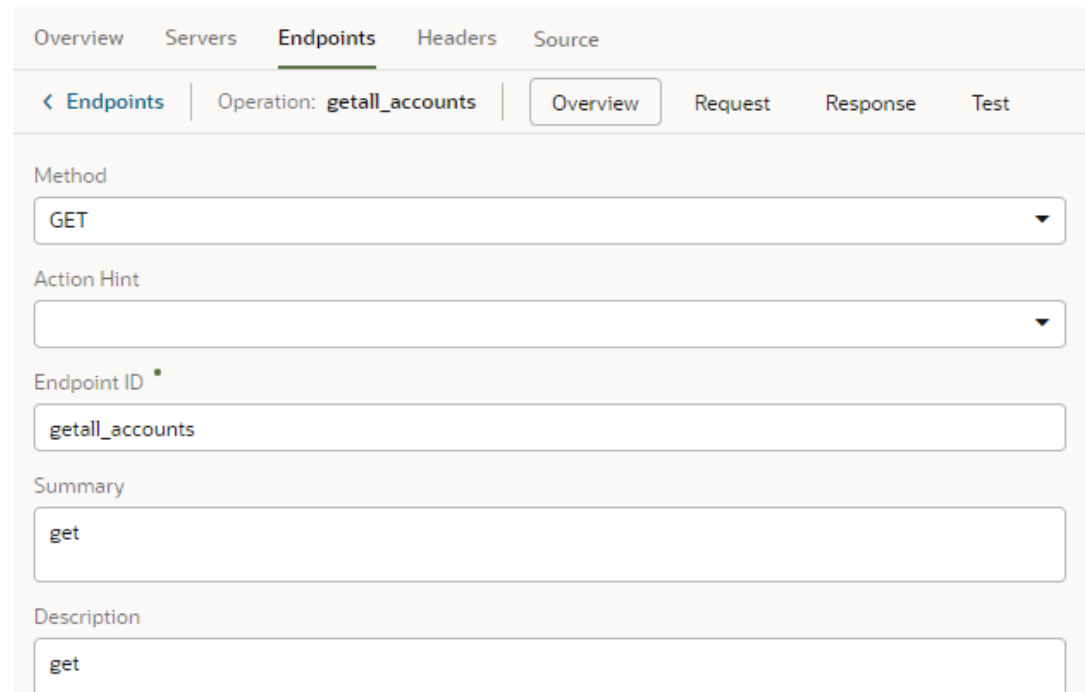 Overview Servers Endpoints Headers Source
Endpoints Operation: getall_accounts Overview Request Response Test
Method
GET
Action Hint
Endpoint ID
getall_accounts
Summary
get
Description
get